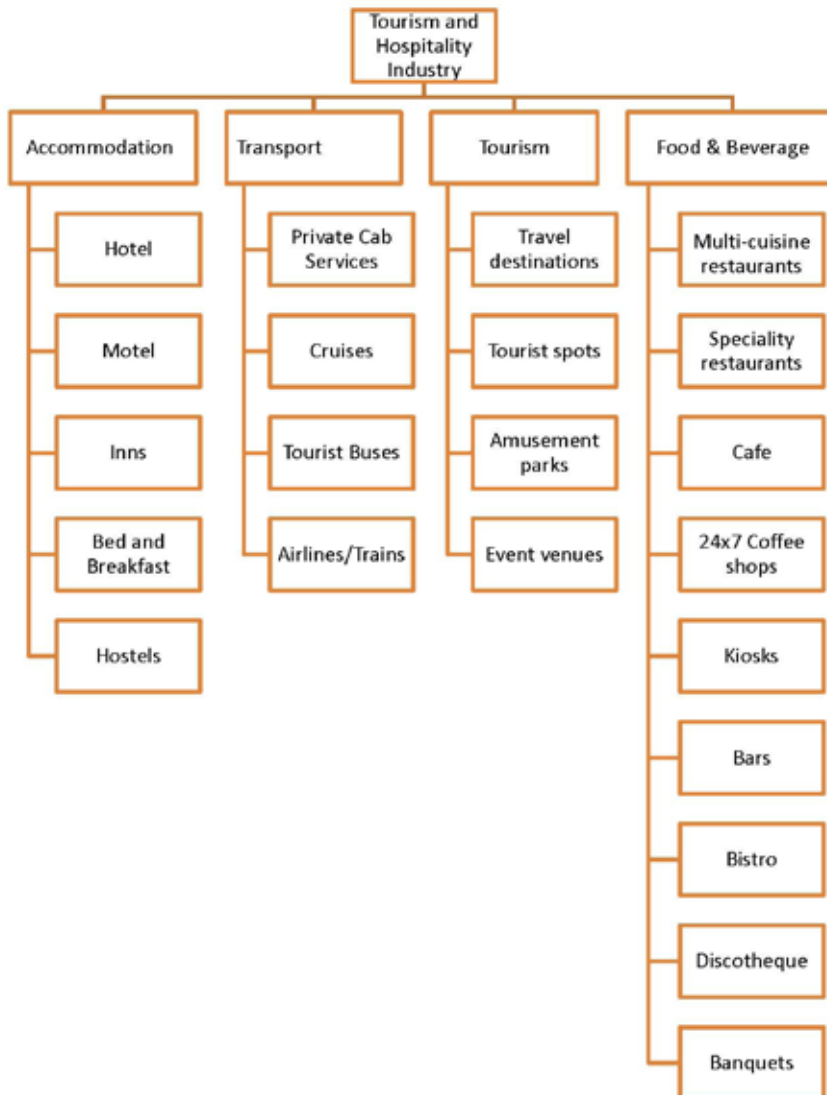 Tourism and
Hospitality
Industry
Accommodation
Transport
Tourism
Food & Beverage
Hotel
Motel
Inns
Bed and
Breakfast
Hostels
Private Cab
Services
Cruises
Tourist Buses
Airlines/Trains
Travel
destinations
Tourist spots
Amusement
parks
Event venues
Multi-cuisine
restaurants
Speciality
restaurants
Cafe
24x7 Coffee
shops
Kiosks
Bars
Bistro
Discotheque
Banquets